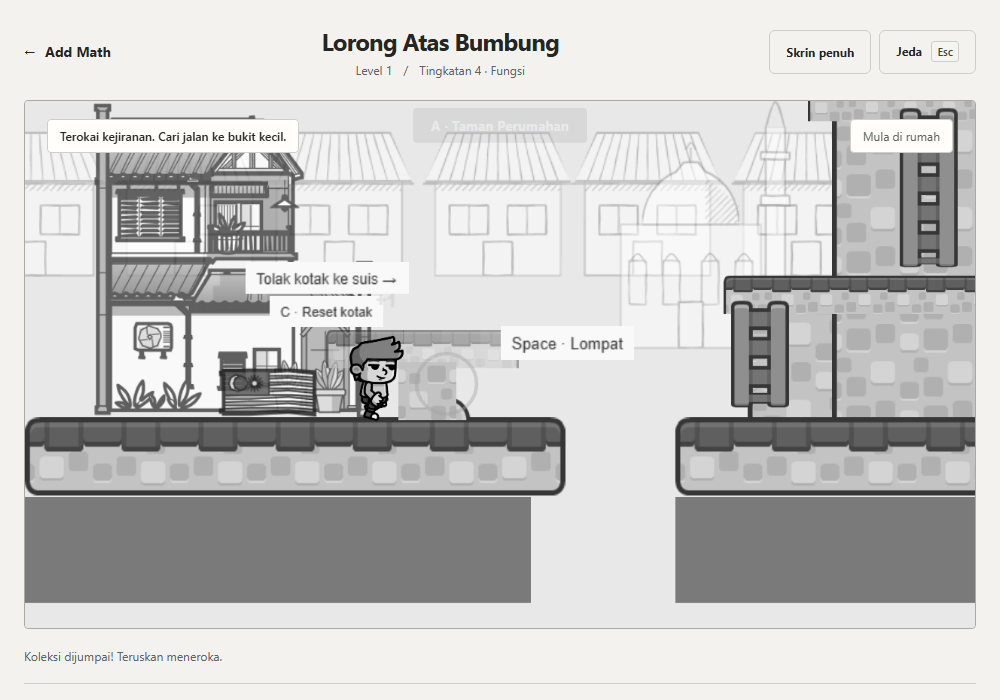 ← Add Math
Lorong Atas Bumbung
Level 1 / Tingkatan 4 · Fungsi
Skrin penuh
Jeda Esc
Terokai kejiranan. Cari jalan ke bukit kecil.
A · Taman Perumahan
Mula di rumah
Tolak kotak ke suis →
C · Reset kotak
+1
Space · Lompat
Koleksi dijumpai! Teruskan meneroka.